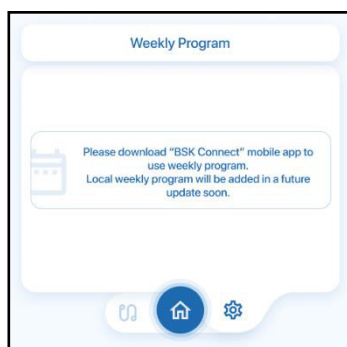 Weekly Program
Please download “BSK Connect” mobile app to
use weekly program.
Local weekly program will be added in a future
update soon.